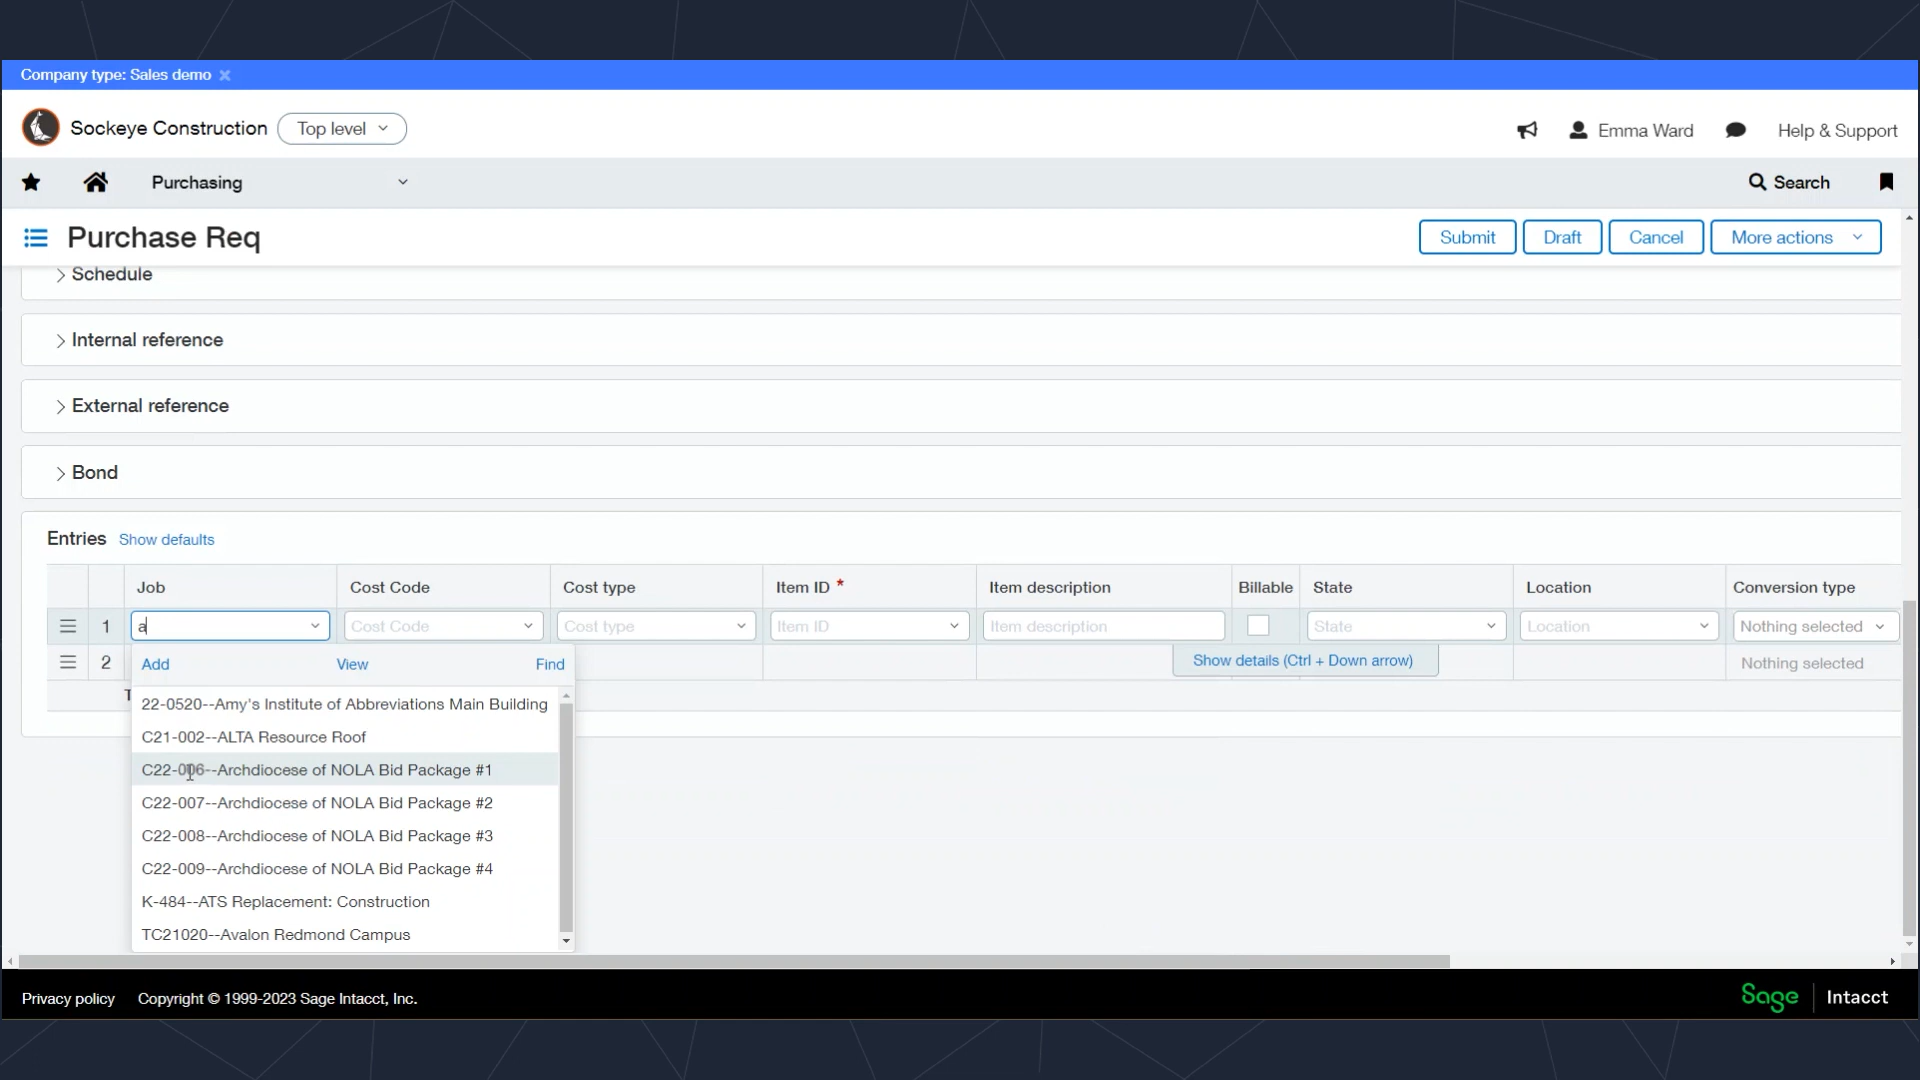 Company type: Sales demo
Sockeye Construction Top level Emma Ward Help & Support
Purchasing Search
Purchase Req Submit Draft Cancel More actions
Schedule
Internal reference
External reference
Bond
Entries Show defaults
Job Cost Code Cost type Item ID * Item description Billable State Location Conversion type
1 a Cost Code Cost type Item ID Item description State Location Nothing selected
2 Add View Find Show details (Ctrl + Down arrow) Nothing selected
T
22-0520--Amy's Institute of Abbreviations Main Building
C21-002--ALTA Resource Roof
C22-006--Archdiocese of NOLA Bid Package #1
C22-007--Archdiocese of NOLA Bid Package #2
C22-008--Archdiocese of NOLA Bid Package #3
C22-009--Archdiocese of NOLA Bid Package #4
K-484--ATS Replacement: Construction
TC21020--Avalon Redmond Campus
Privacy policy Copyright © 1999-2023 Sage Intacct, Inc. Sage Intacct